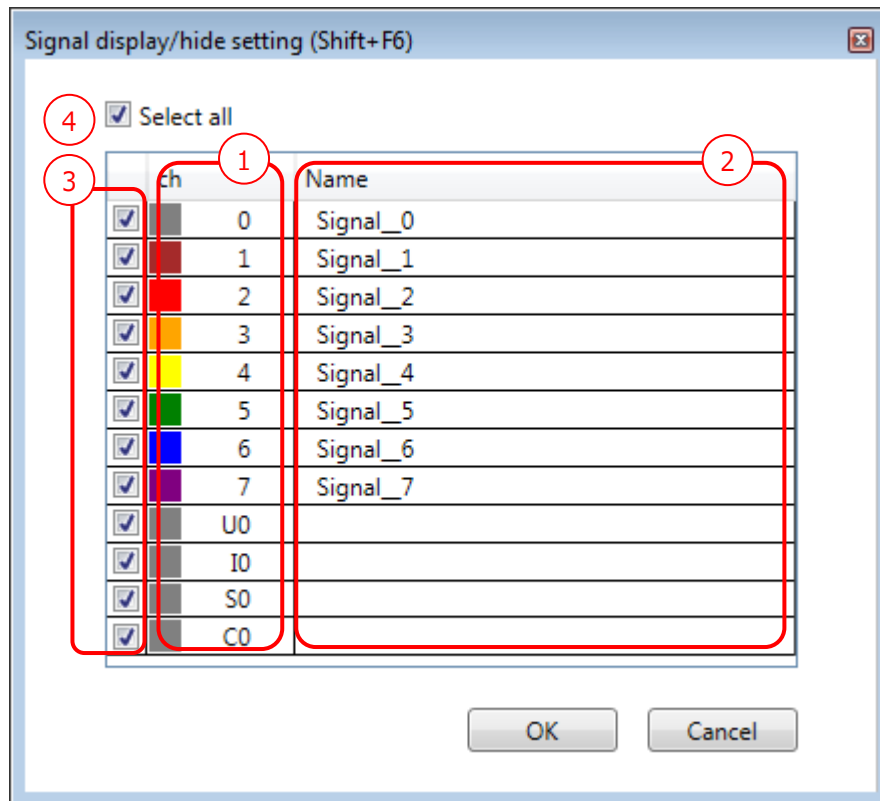 Signal display/hide setting (Shift+F6)
4 Select all
3 ch 1 Name 2
0 Signal__0
1 Signal__1
2 Signal__2
3 Signal__3
4 Signal__4
5 Signal__5
6 Signal__6
7 Signal__7
U0
I0
S0
C0
OK Cancel